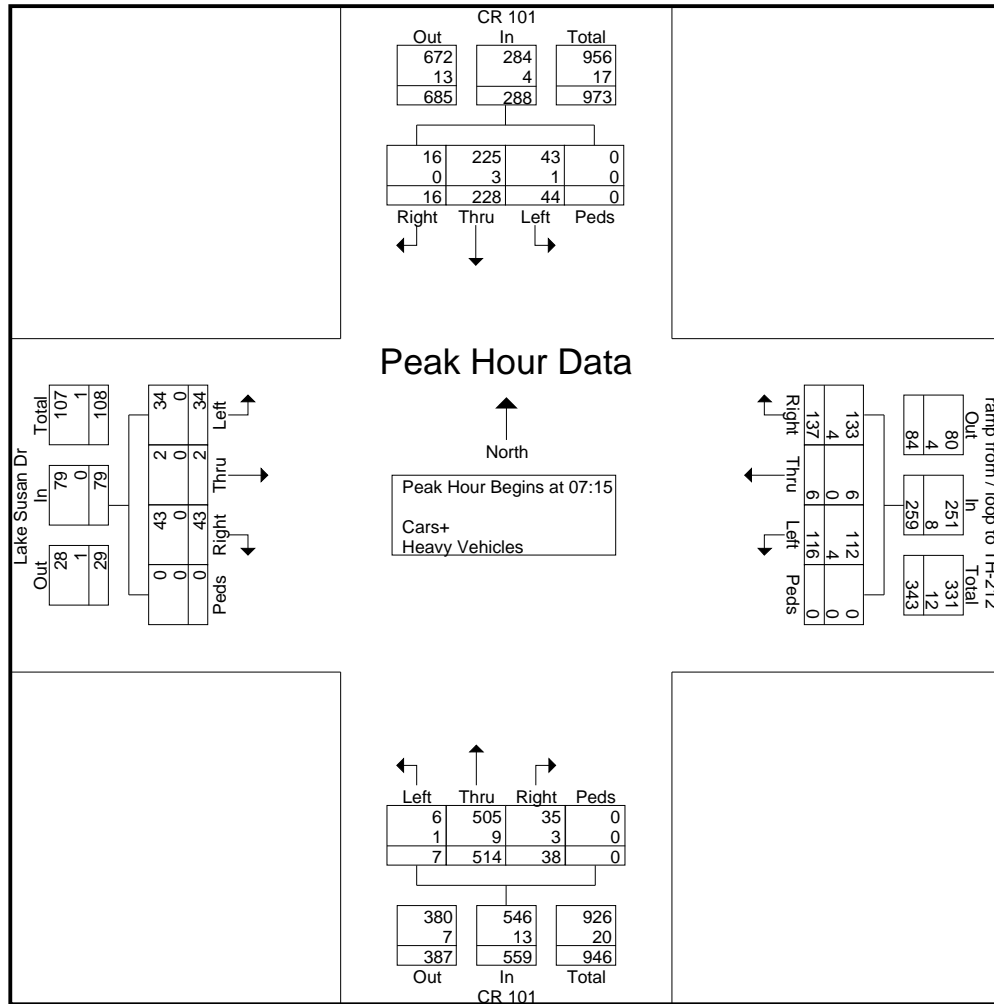 CR 101
Out In Total
672 284 956
13 4 17
685 288 973
16 225 43 0
0 3 1 0
16 228 44 0
Right Thru Left Peds
Peak Hour Data
North
Peak Hour Begins at 07:15
Cars+
Heavy Vehicles
Lake Susan Dr
Out In Total
28 79 107
1 0 1
29 79 108
0 43 2 34
0 0 0 0
0 43 2 34
Peds Right Thru Left
ramp from / loop to TH-212
Out In Total
80 251 331
4 8 12
84 259 343
133 6 112 0
4 0 4 0
137 6 116 0
Right Thru Left Peds
Left Thru Right Peds
6 505 35 0
1 9 3 0
7 514 38 0
380 546 926
7 13 20
387 559 946
Out In Total
CR 101